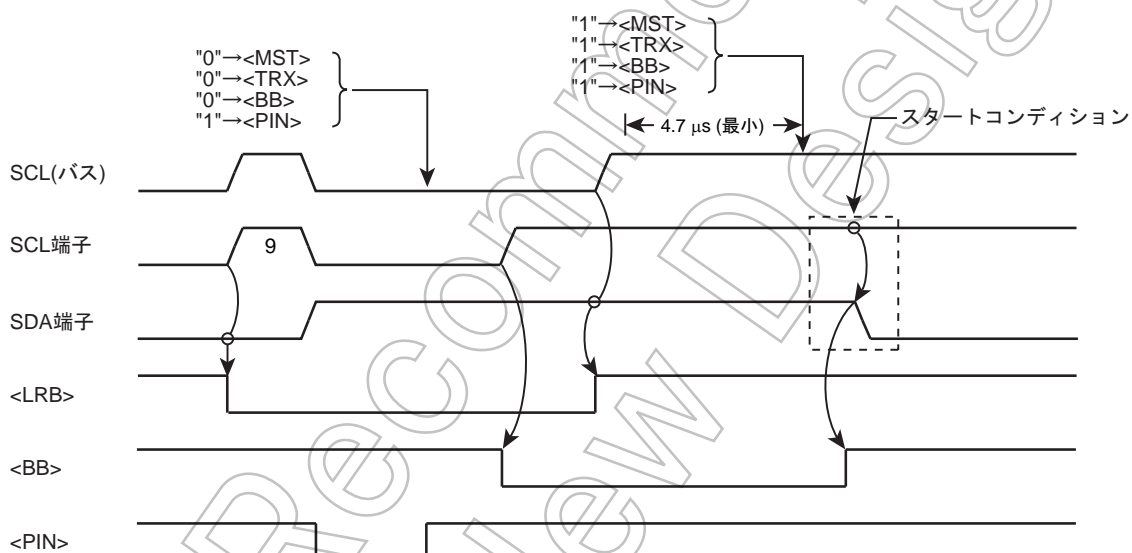 "0"→<MST>
"0"→<TRX>
"0"→<BB>
"1"→<PIN>
"1"→<MST>
"1"→<TRX>
"1"→<BB>
"1"→<PIN>
4.7 μs (最小)
スタートコンディション
SCL(バス)
SCL端子
9
SDA端子
<LRB>
<BB>
<PIN>